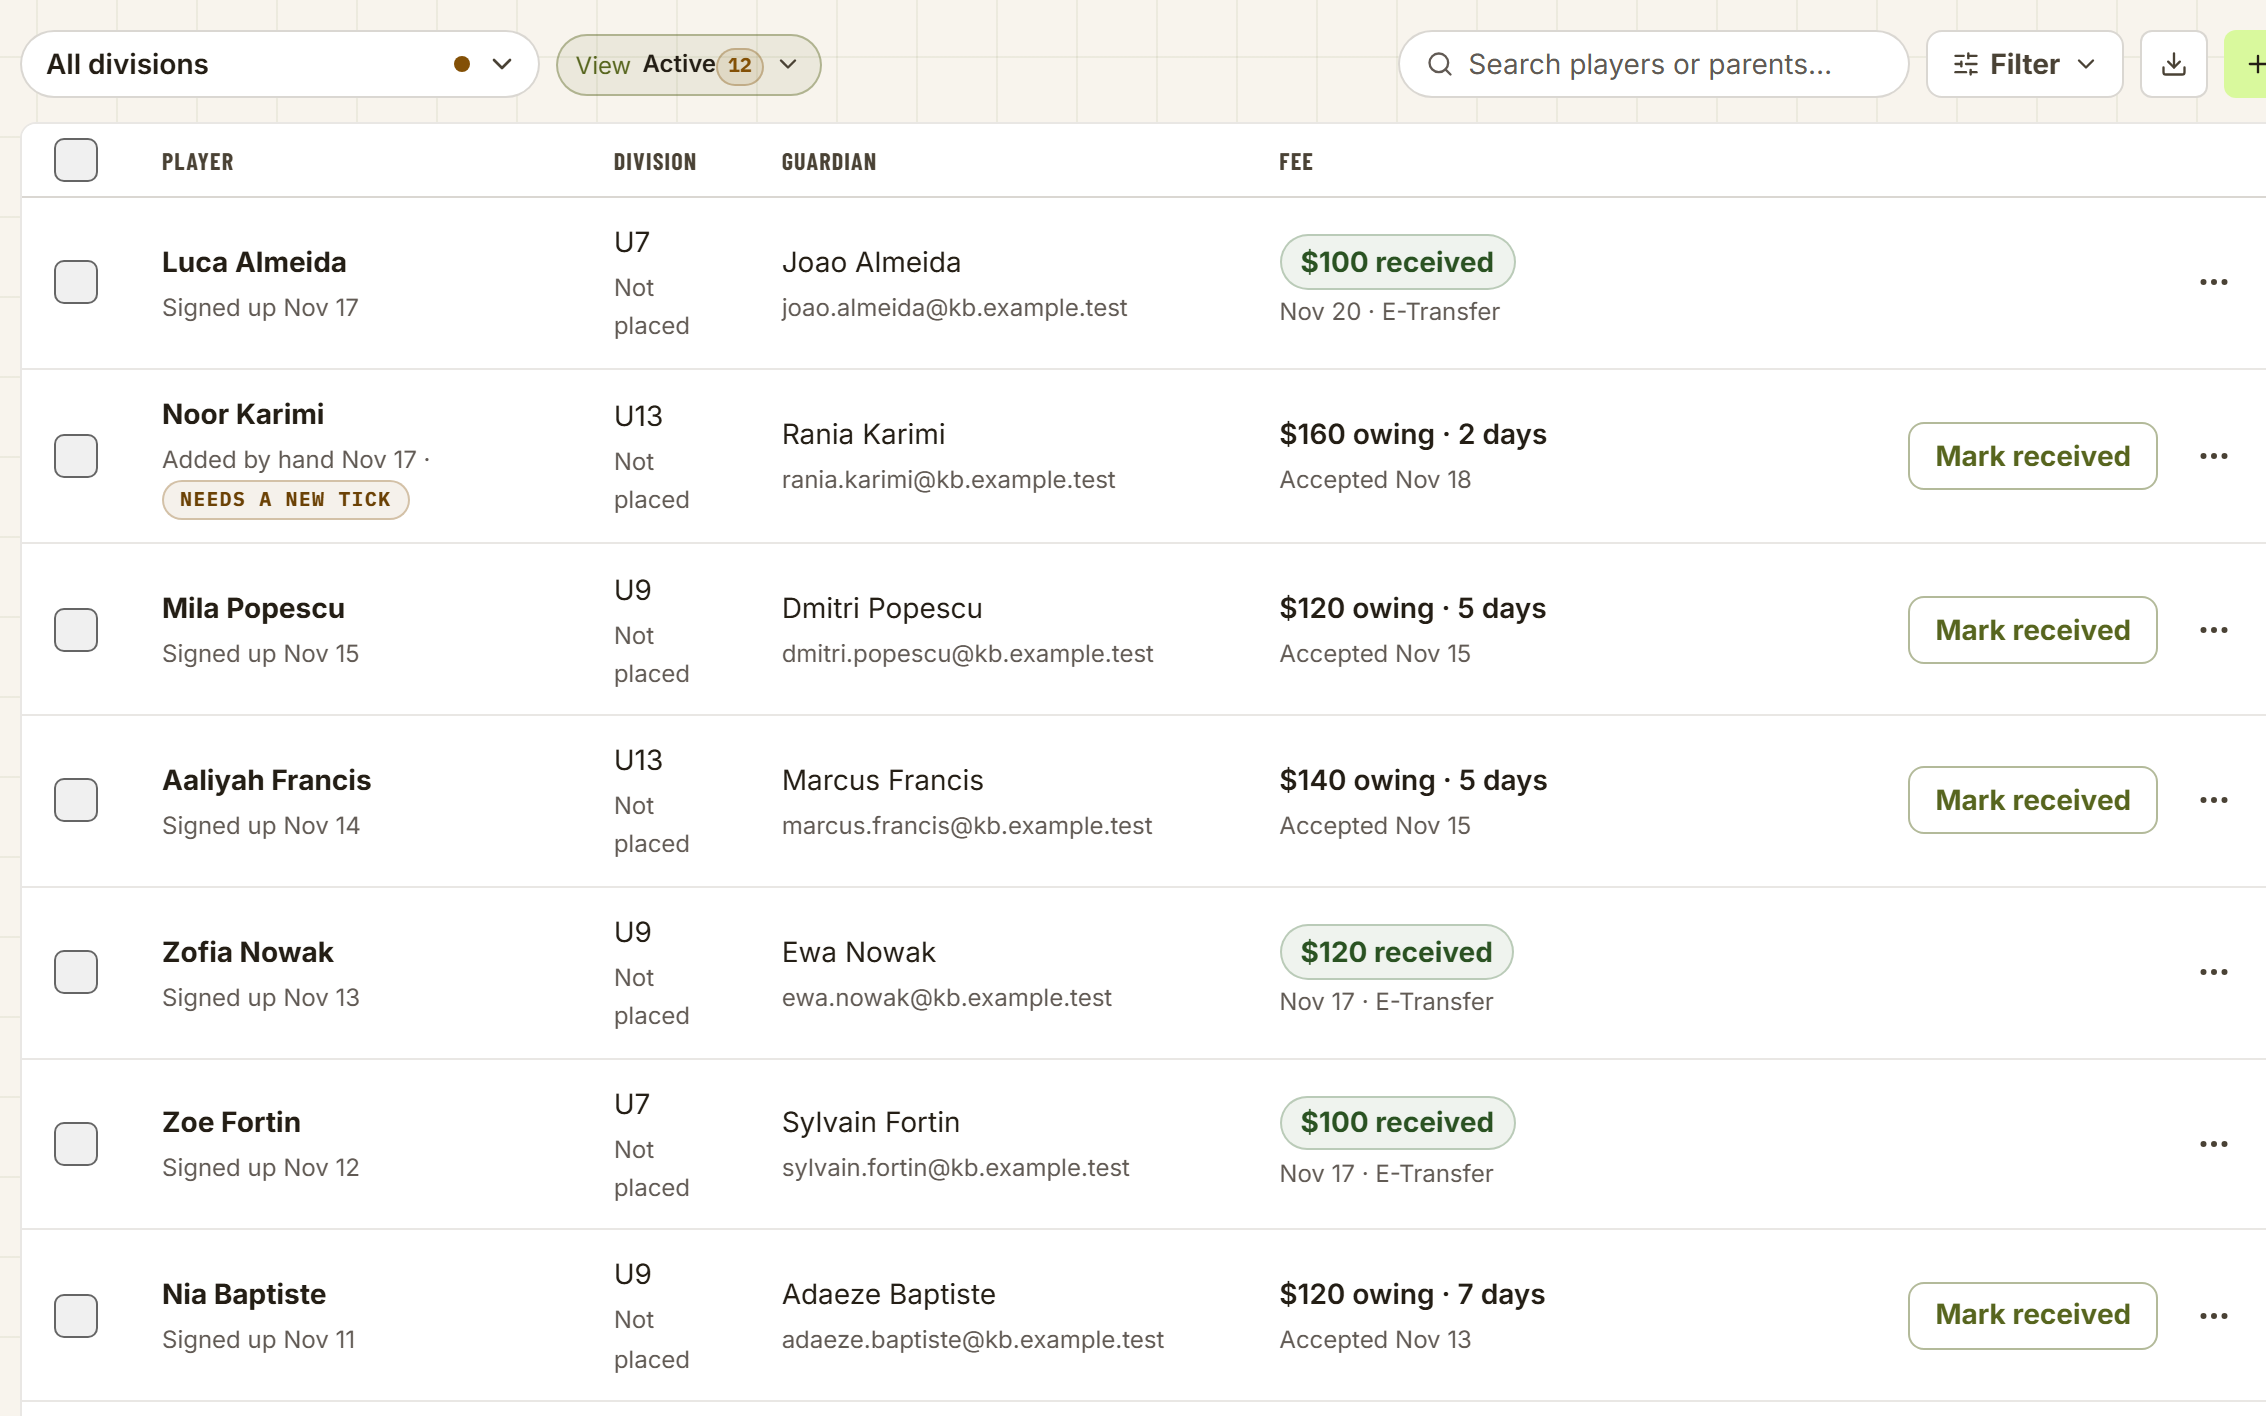 All divisions
View Active 12
Search players or parents...
Filter
PLAYER DIVISION GUARDIAN FEE
Luca Almeida
Signed up Nov 17
U7
Not
placed
Joao Almeida
joao.almeida@kb.example.test
$100 received
Nov 20 · E-Transfer
Noor Karimi
Added by hand Nov 17 ·
NEEDS A NEW TICK
U13
Not
placed
Rania Karimi
rania.karimi@kb.example.test
$160 owing · 2 days
Accepted Nov 18
Mark received
Mila Popescu
Signed up Nov 15
U9
Not
placed
Dmitri Popescu
dmitri.popescu@kb.example.test
$120 owing · 5 days
Accepted Nov 15
Mark received
Aaliyah Francis
Signed up Nov 14
U13
Not
placed
Marcus Francis
marcus.francis@kb.example.test
$140 owing · 5 days
Accepted Nov 15
Mark received
Zofia Nowak
Signed up Nov 13
U9
Not
placed
Ewa Nowak
ewa.nowak@kb.example.test
$120 received
Nov 17 · E-Transfer
Zoe Fortin
Signed up Nov 12
U7
Not
placed
Sylvain Fortin
sylvain.fortin@kb.example.test
$100 received
Nov 17 · E-Transfer
Nia Baptiste
Signed up Nov 11
U9
Not
placed
Adaeze Baptiste
adaeze.baptiste@kb.example.test
$120 owing · 7 days
Accepted Nov 13
Mark received